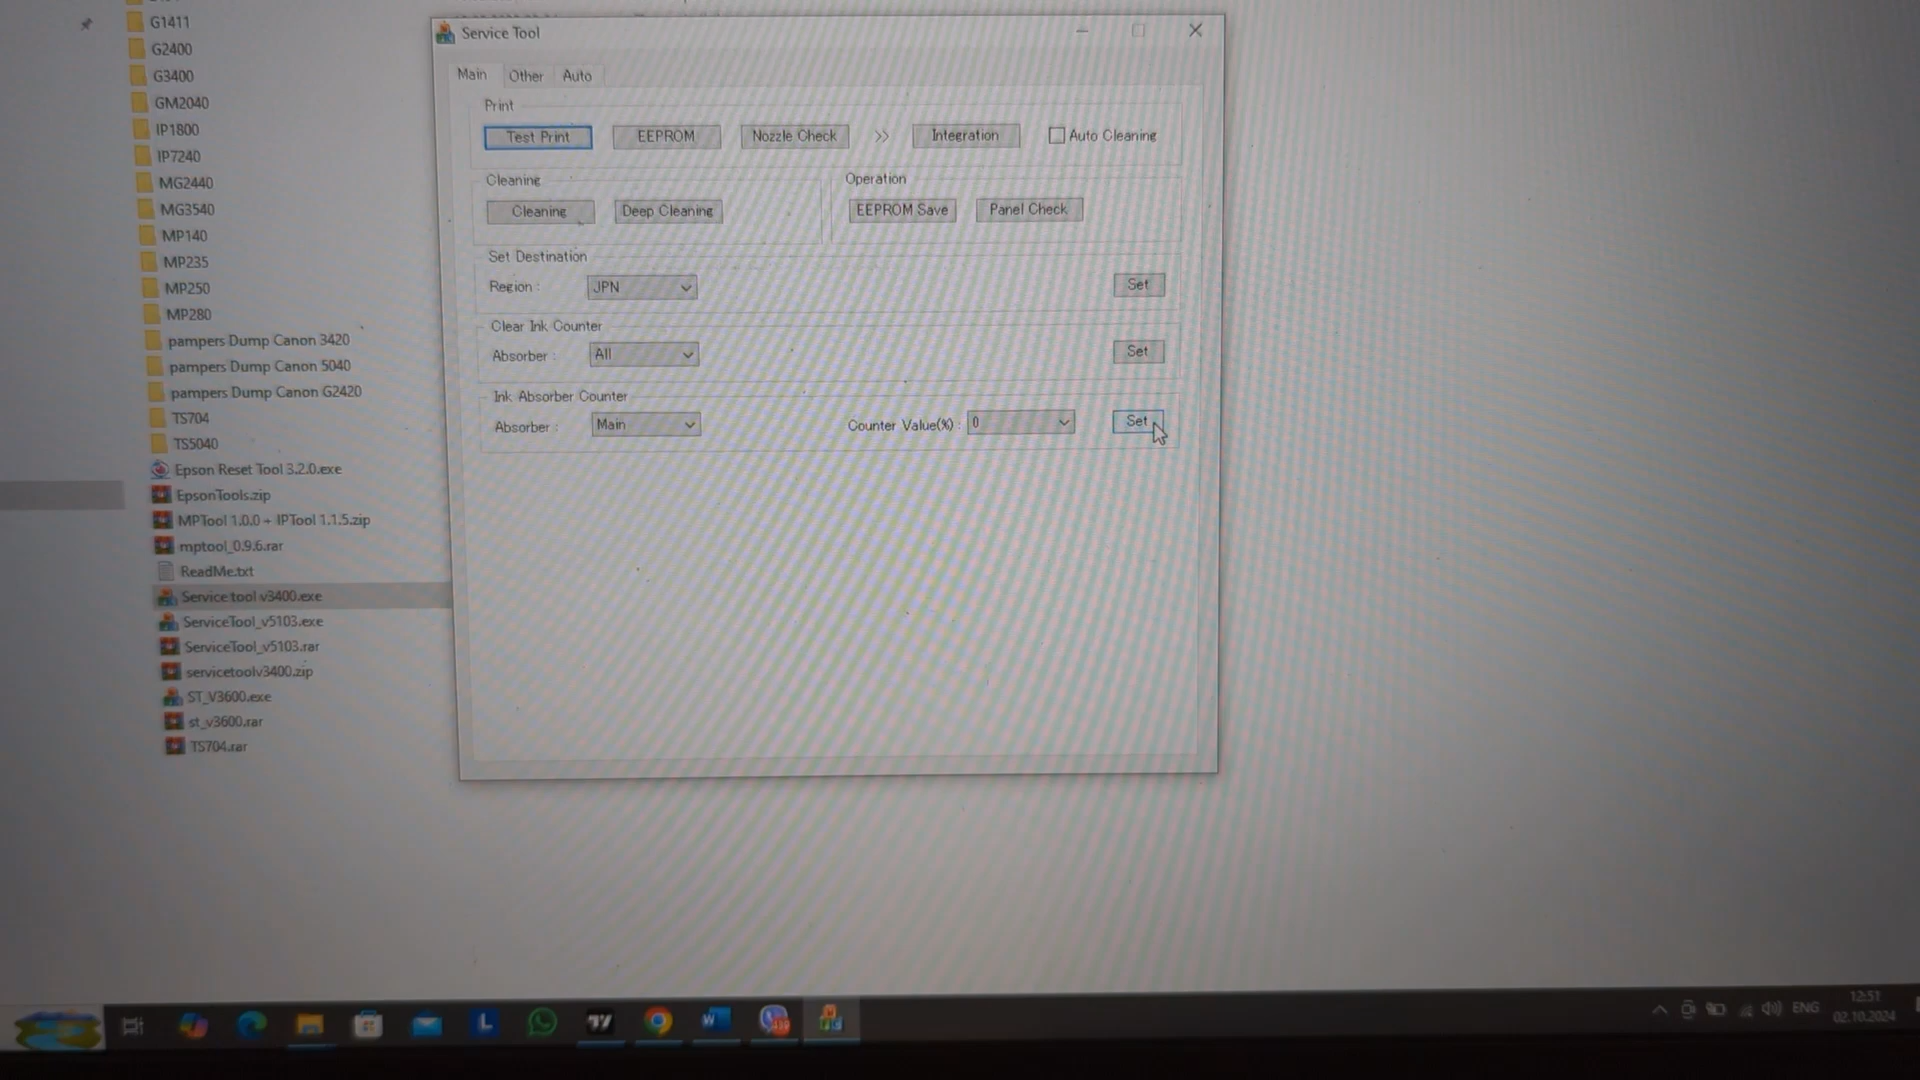 G1411
G2400
G3400
GM2040
IP1800
IP7240
MG2440
MG3540
MP140
MP235
MP250
MP280
pampers Dump Canon 3420
pampers Dump Canon 5040
pampers Dump Canon G2420
TS704
TS5040
Epson Reset Tool 3.2.0.exe
EpsonTools.zip
MPTool 1.0.0 + IPTool 1.1.5.zip
mptool_0.9.6.rar
ReadMe.txt
Service tool v3400.exe
ServiceTool_v5103.exe
ServiceTool_v5103.rar
servicetoolv3400.zip
ST_V3600.exe
st_v3600.rar
TS704.rar
Service Tool
Main Other Auto
Print
Test Print EEPROM Nozzle Check >> Integration Auto Cleaning
Cleaning Operation
Cleaning Deep Cleaning EEPROM Save Panel Check
Set Destination
Region : JPN Set
Clear Ink Counter
Absorber : All Set
Ink Absorber Counter
Absorber : Main Counter Value(%) : 0 Set
ENG
12:51
02.10.2024